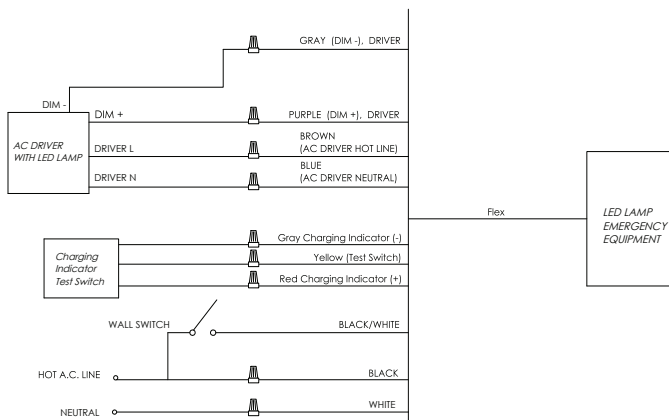 GRAY (DIM -), DRIVER
DIM -
DIM +
PURPLE (DIM +), DRIVER
AC DRIVER
WITH LED LAMP
DRIVER L
BROWN
(AC DRIVER HOT LINE)
DRIVER N
BLUE
(AC DRIVER NEUTRAL)
Flex
LED LAMP
EMERGENCY
EQUIPMENT
Charging
Indicator
Test Switch
Gray Charging Indicator (-)
Yellow (Test Switch)
Red Charging Indicator (+)
WALL SWITCH
BLACK/WHITE
HOT A.C. LINE
BLACK
NEUTRAL
WHITE